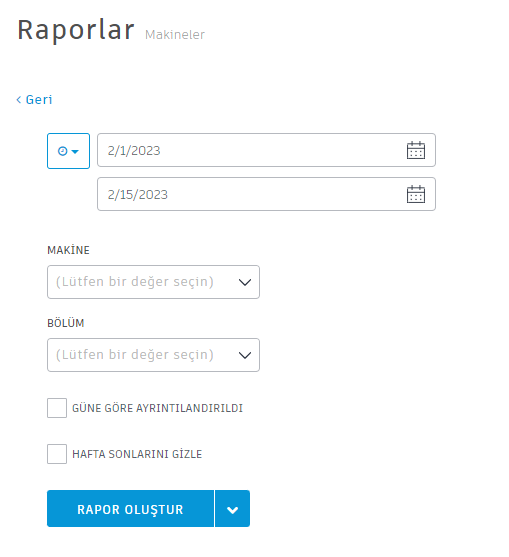 Raporlar Makineler
Geri
2/1/2023
2/15/2023
MAKİNE
(Lütfen bir değer seçin)
BÖLÜM
(Lütfen bir değer seçin)
GÜNE GÖRE AYRINTILANDIRILDI
HAFTA SONLARINI GİZLE
RAPOR OLUŞTUR